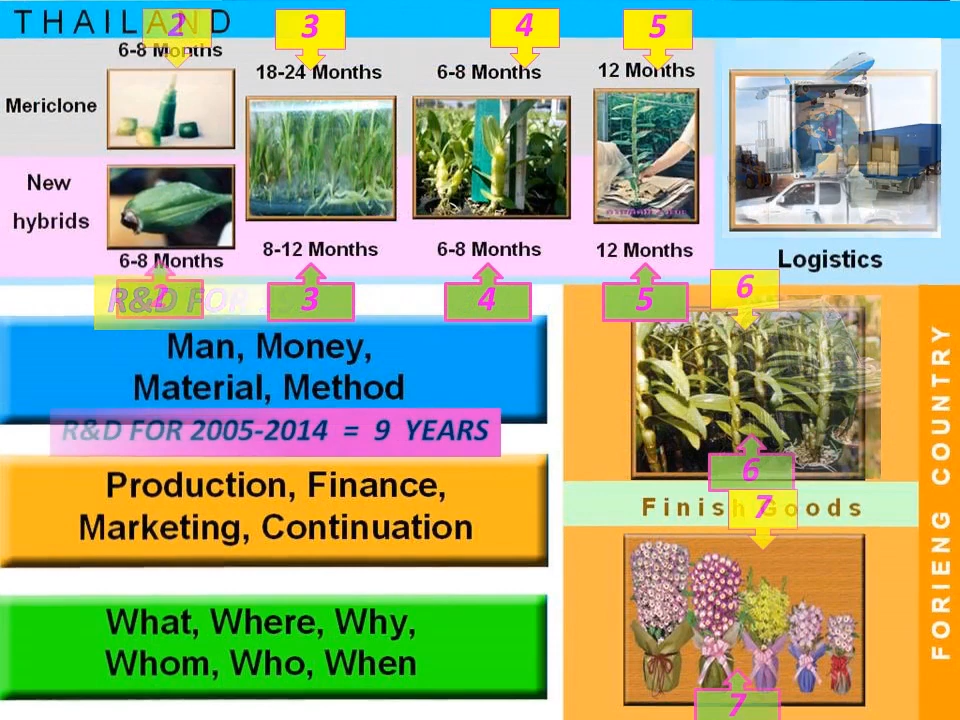 THAILAND
2
3
4
5
6-8 Months
18-24 Months
6-8 Months
12 Months
Mericlone
New
hybrids
6-8 Months
8-12 Months
6-8 Months
12 Months
Logistics
2
3
4
5
6
R&D FOR
Man, Money,
Material, Method
R&D FOR 2005-2014 = 9 YEARS
Production, Finance,
Marketing, Continuation
What, Where, Why,
Whom, Who, When
6
Finish Goods
7
7
FORIENG COUNTRY